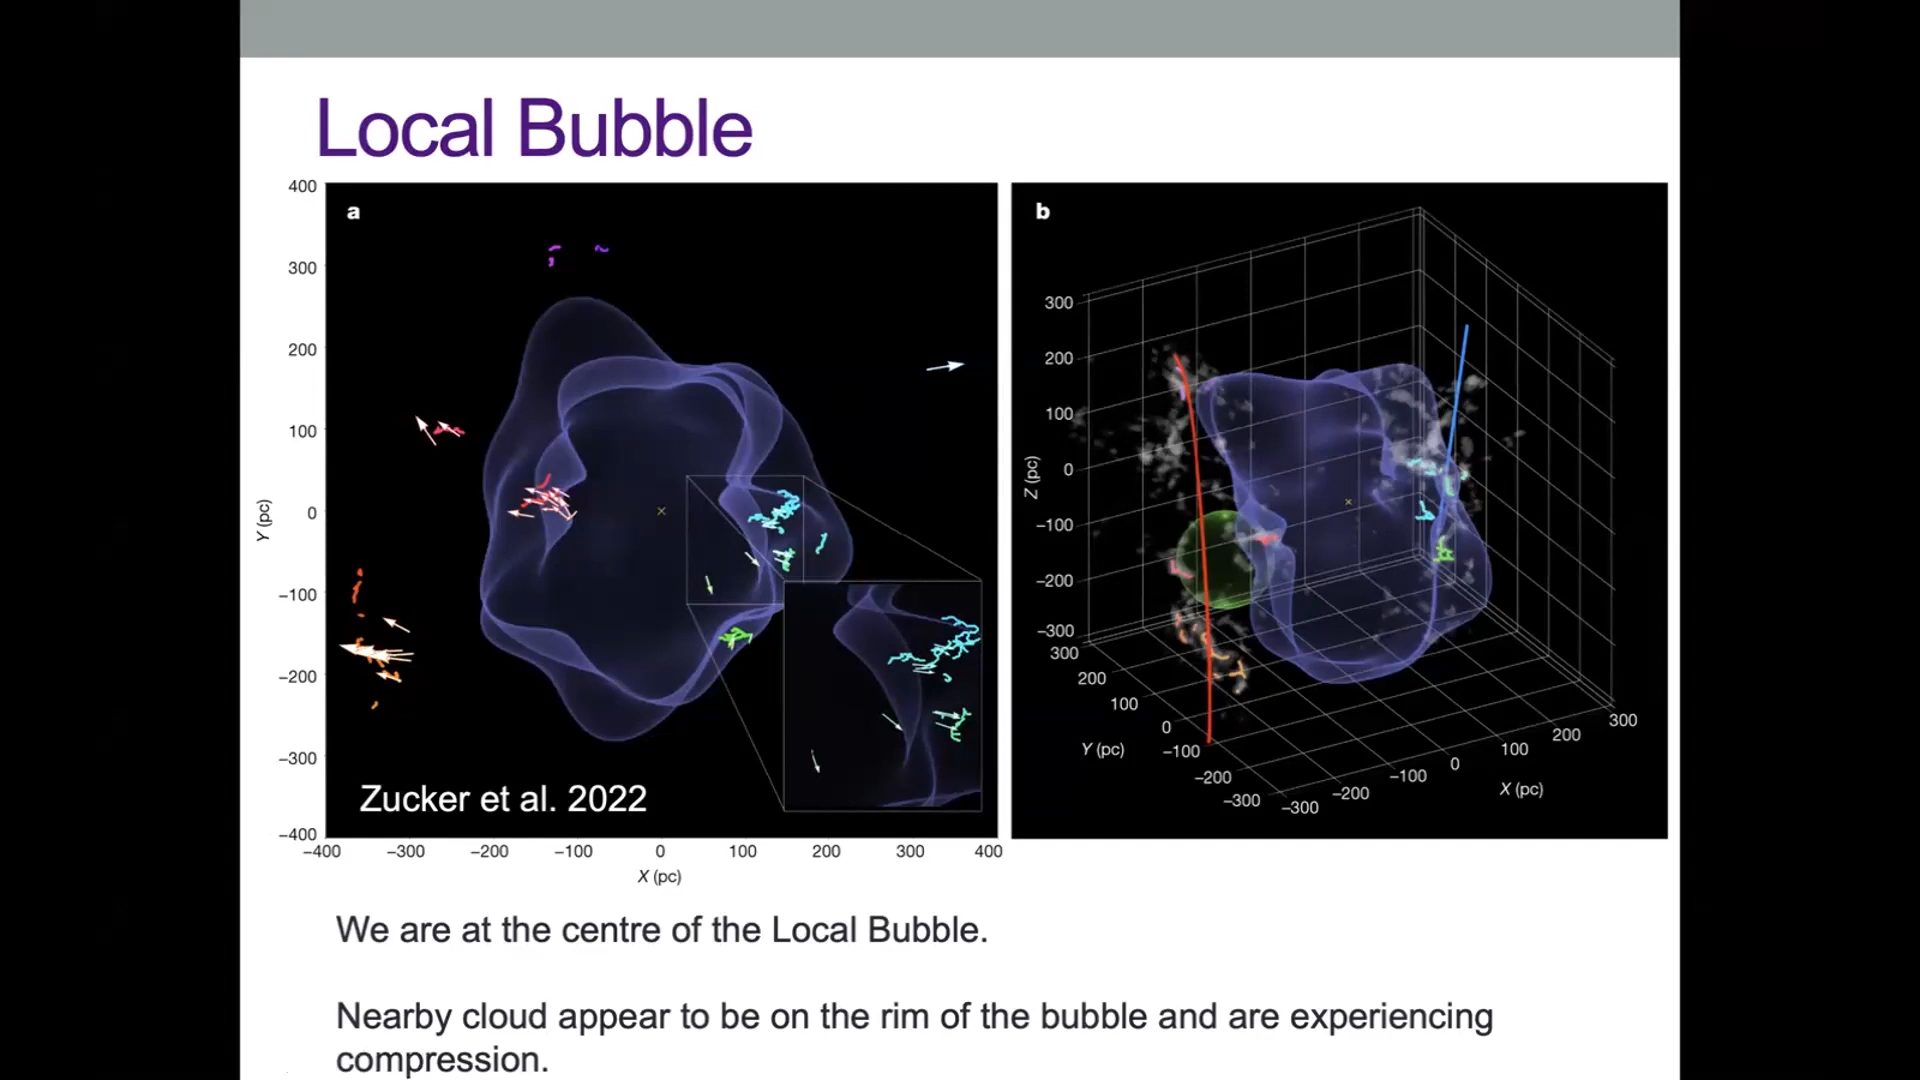 Local Bubble
a
400
300
200
100
0
−100
−200
−300
−400
Y (pc)
−400 −300 −200 −100 0 100 200 300 400
X (pc)
Zucker et al. 2022
b
300
200
100
0
−100
−200
−300
Z (pc)
300
200
100
0
−100
−200
−300
Y (pc)
−300 −200 −100 0 100 200 300
X (pc)
We are at the centre of the Local Bubble.
Nearby cloud appear to be on the rim of the bubble and are experiencing
compression.